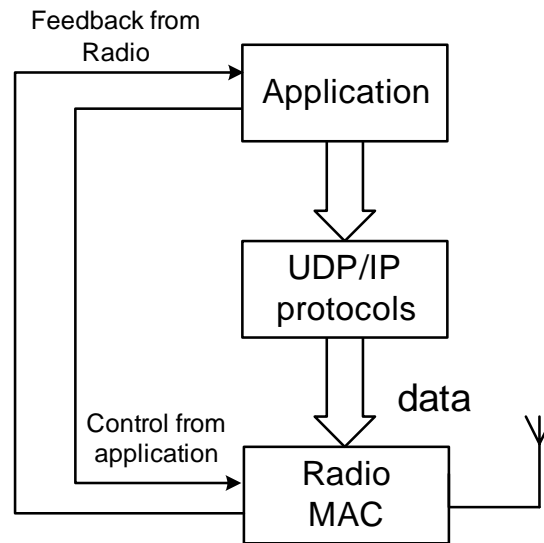 Feedback from
Radio
Application
UDP/IP
protocols
data
Control from
application
Radio
MAC